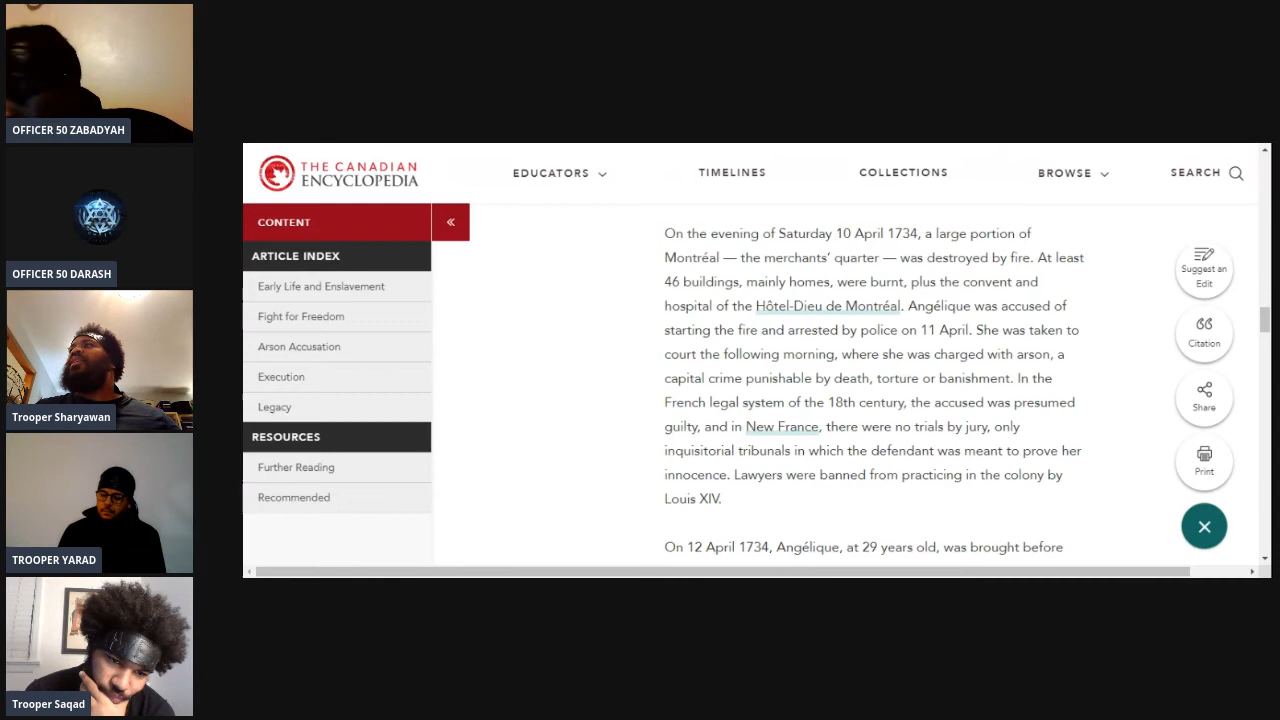 OFFICER 50 ZABADYAH
OFFICER 50 DARASH
Trooper Sharyawan
TROOPER YARAD
Trooper Saqad
THE CANADIAN
ENCYCLOPEDIA
EDUCATORS
TIMELINES
COLLECTIONS
BROWSE
SEARCH
CONTENT
«
ARTICLE INDEX
Early Life and Enslavement
Fight for Freedom
Arson Accusation
Execution
Legacy
RESOURCES
Further Reading
Recommended
On the evening of Saturday 10 April 1734, a large portion of
Montréal — the merchants’ quarter — was destroyed by fire. At least
46 buildings, mainly homes, were burnt, plus the convent and
hospital of the Hôtel-Dieu de Montréal. Angélique was accused of
starting the fire and arrested by police on 11 April. She was taken to
court the following morning, where she was charged with arson, a
capital crime punishable by death, torture or banishment. In the
French legal system of the 18th century, the accused was presumed
guilty, and in New France, there were no trials by jury, only
inquisitorial tribunals in which the defendant was meant to prove her
innocence. Lawyers were banned from practicing in the colony by
Louis XIV.
On 12 April 1734, Angélique, at 29 years old, was brought before
Suggest an
Edit
Citation
Share
Print